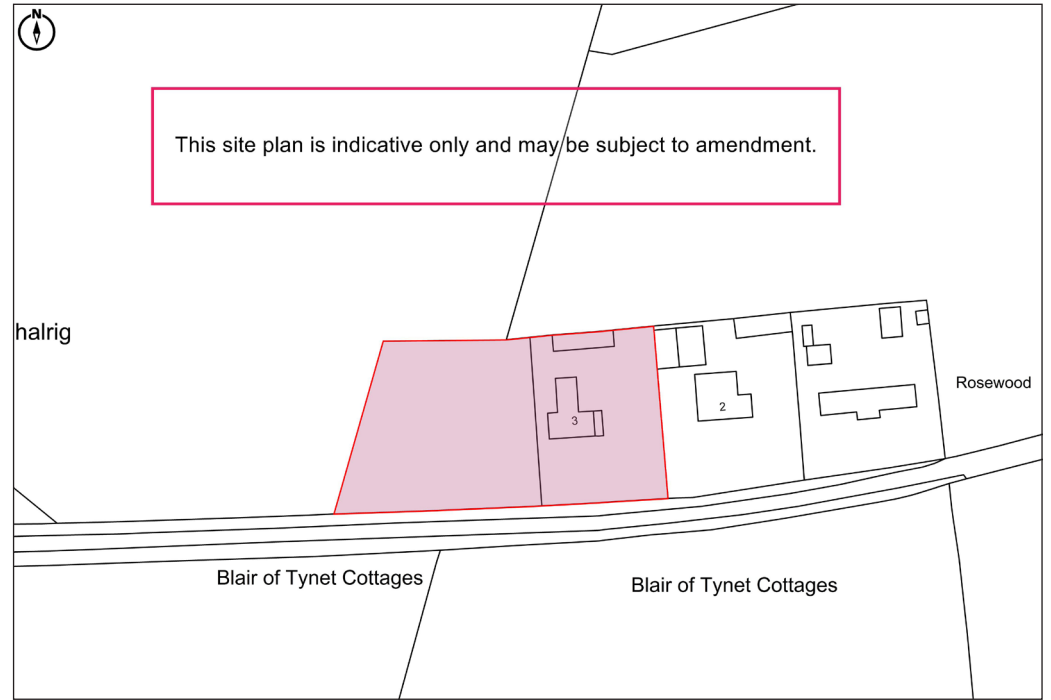 N
This site plan is indicative only and may be subject to amendment.
halrig
Rosewood
2
3
Blair of Tynet Cottages
Blair of Tynet Cottages